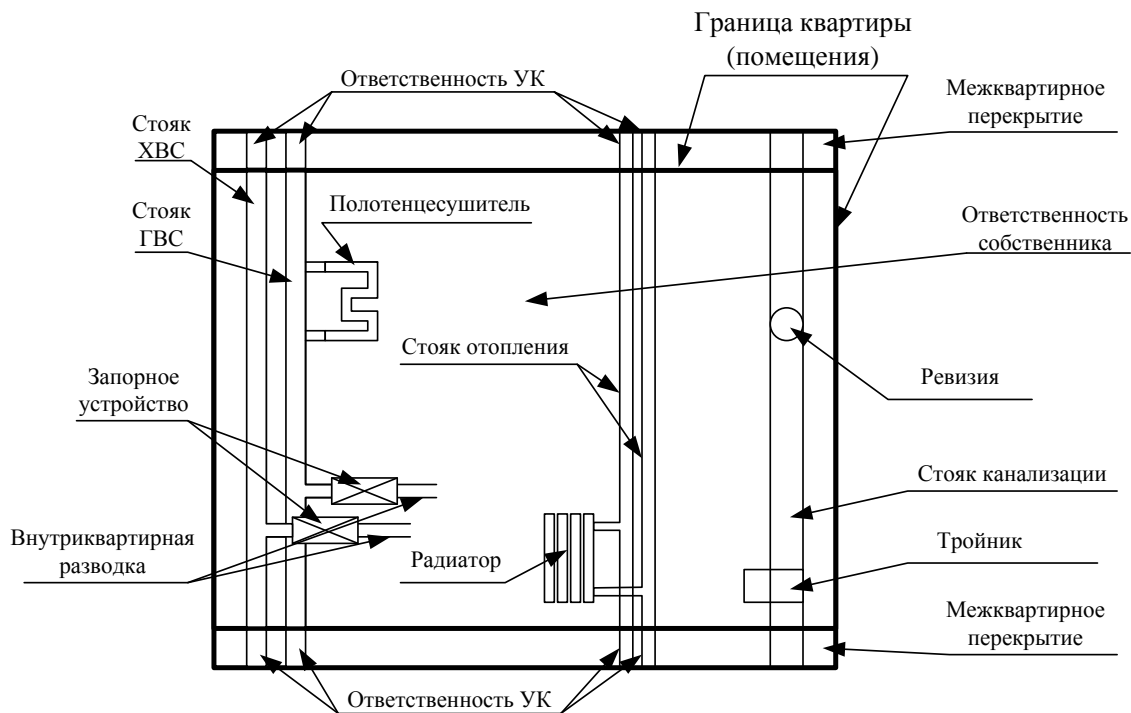 Граница квартиры
(помещения)
Ответственность УК
Межквартирное
перекрытие
Стояк
ХВС
Полотенцесушитель
Стояк
ГВС
Ответственность
собственника
Стояк отопления
Ревизия
Запорное
устройство
Стояк канализации
Внутриквартирная
разводка
Радиатор
Тройник
Межквартирное
перекрытие
Ответственность УК